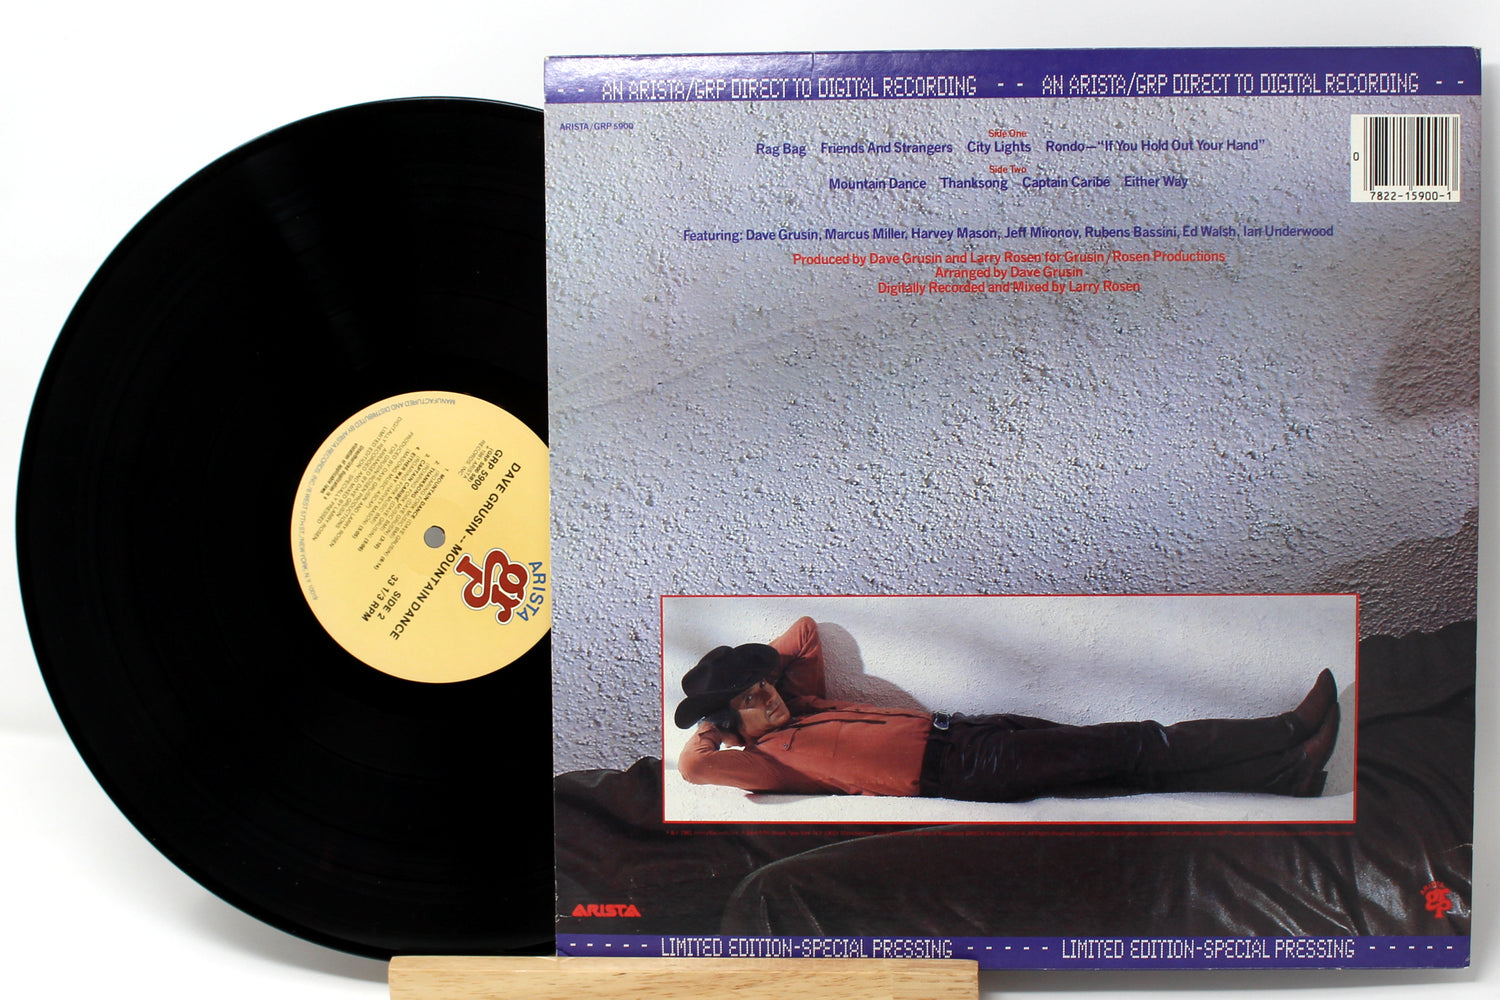 - - AN ARISTA/GRP DIRECT TO DIGITAL RECORDING - - AN ARISTA/GRP DIRECT TO DIGITAL RECORDING - -
ARISTA/GRP 5900
Side One
Rag Bag Friends And Strangers City Lights Rondo—“If You Hold Out Your Hand”
Side Two
Mountain Dance Thanksong Captain Caribe Either Way
0
7822-15900-1
Featuring: Dave Grusin, Marcus Miller, Harvey Mason, Jeff Mironov, Rubens Bassini, Ed Walsh, Ian Underwood
Produced by Dave Grusin and Larry Rosen for Grusin/Rosen Productions
Arranged by Dave Grusin
Digitally Recorded and Mixed by Larry Rosen
ARISTA
grp
DAVE GRUSIN – MOUNTAIN DANCE
GRP 5900
SIDE 2
33 1/3 RPM
1. MOUNTAIN DANCE
ARISTA
ARISTA
grp
- - - - - LIMITED EDITION-SPECIAL PRESSING - - - - - LIMITED EDITION-SPECIAL PRESSING - - - - -